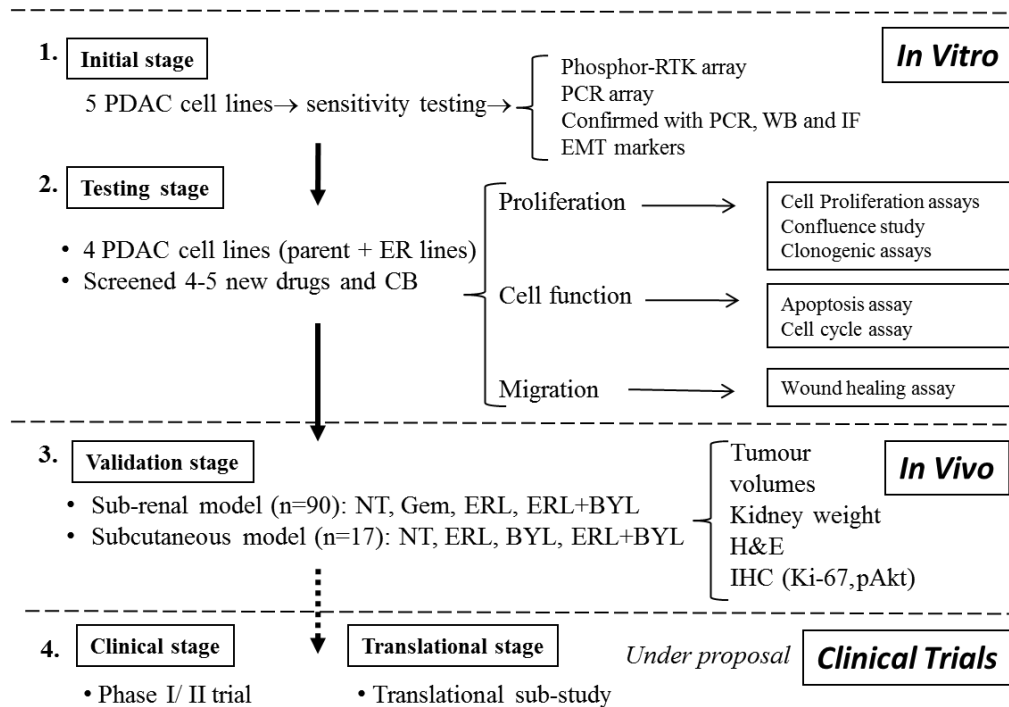 1. Initial stage
In Vitro
5 PDAC cell lines→ sensitivity testing→
Phosphor-RTK array
PCR array
Confirmed with PCR, WB and IF
EMT markers
2. Testing stage
• 4 PDAC cell lines (parent + ER lines)
• Screened 4-5 new drugs and CB
Proliferation
Cell Proliferation assays
Confluence study
Clonogenic assays
Cell function
Apoptosis assay
Cell cycle assay
Migration
Wound healing assay
3. Validation stage
In Vivo
• Sub-renal model (n=90): NT, Gem, ERL, ERL+BYL
• Subcutaneous model (n=17): NT, ERL, BYL, ERL+BYL
Tumour
volumes
Kidney weight
H&E
IHC (Ki-67,pAkt)
4. Clinical stage
Translational stage
Under proposal
Clinical Trials
• Phase I/ II trial
• Translational sub-study